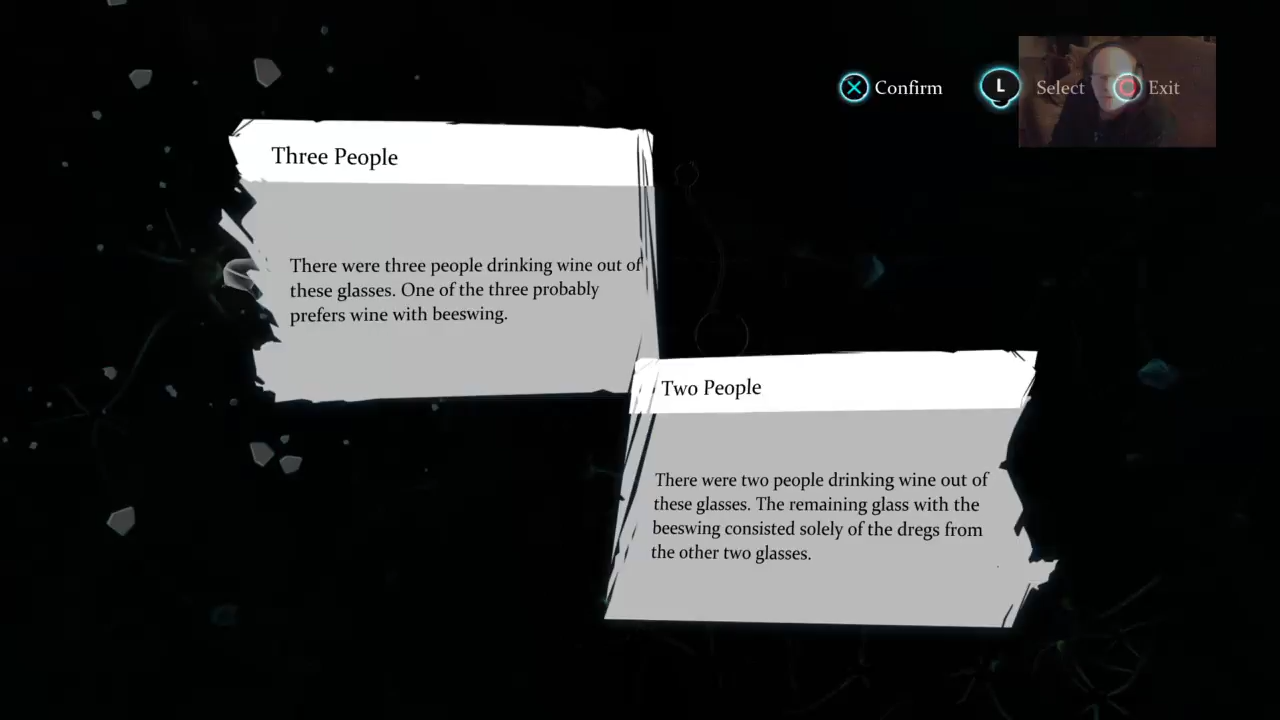 Confirm
L
Select
Exit
Three People
There were three people drinking wine out of
these glasses. One of the three probably
prefers wine with beeswing.
Two People
There were two people drinking wine out of
these glasses. The remaining glass with the
beeswing consisted solely of the dregs from
the other two glasses.